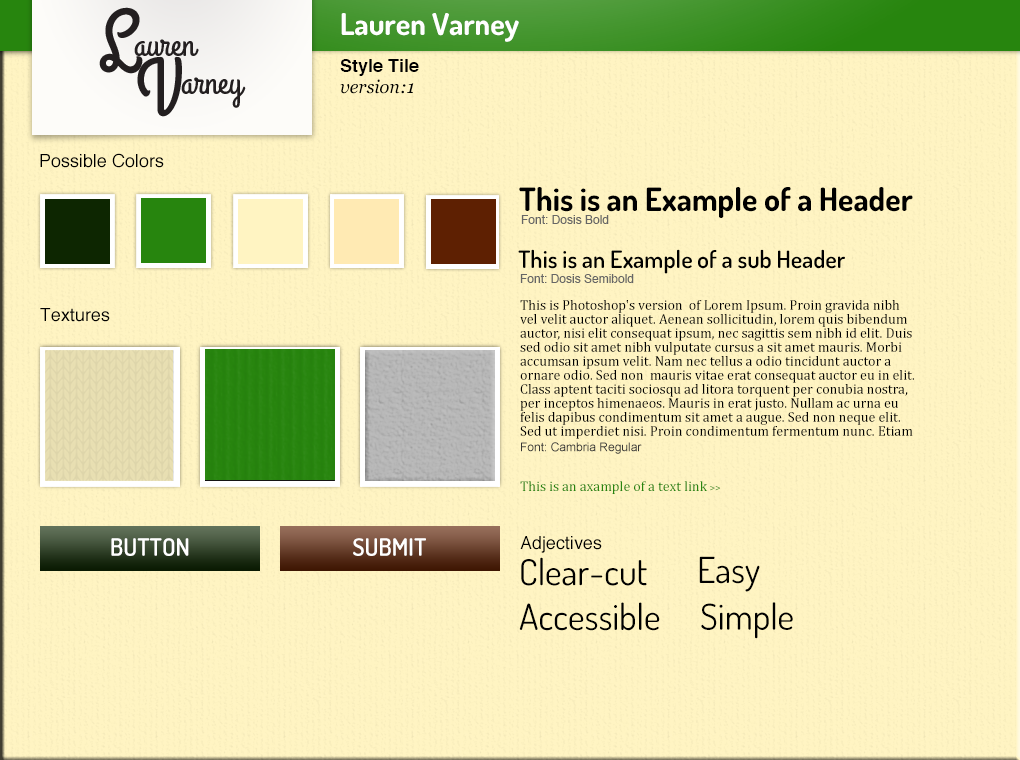 Lauren
Varney
Lauren Varney
Style Tile
version:1
Possible Colors
This is an Example of a Header
Font: Dosis Bold
This is an Example of a sub Header
Font: Dosis Semibold
Textures
This is Photoshop's version  of Lorem Ipsum. Proin gravida nibh
vel velit auctor aliquet. Aenean sollicitudin, lorem quis bibendum
auctor, nisi elit consequat ipsum, nec sagittis sem nibh id elit. Duis
sed odio sit amet nibh vulputate cursus a sit amet mauris. Morbi
accumsan ipsum velit. Nam nec tellus a odio tincidunt auctor a
ornare odio. Sed non  mauris vitae erat consequat auctor eu in elit.
Class aptent taciti sociosqu ad litora torquent per conubia nostra,
per inceptos himenaeos. Mauris in erat justo. Nullam ac urna eu
felis dapibus condimentum sit amet a augue. Sed non neque elit.
Sed ut imperdiet nisi. Proin condimentum fermentum nunc. Etiam
Font: Cambria Regular
This is an axample of a text link >>
BUTTON
SUBMIT
Adjectives
Clear-cut
Easy
Accessible
Simple